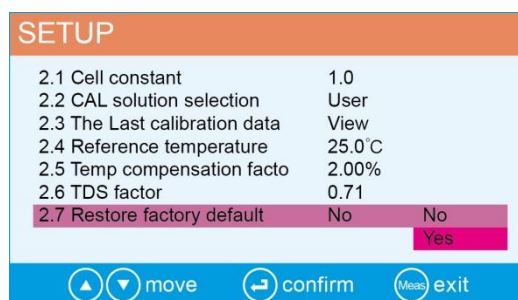 SETUP
2.1 Cell constant 1.0
2.2 CAL solution selection User
2.3 The Last calibration data View
2.4 Reference temperature 25.0°C
2.5 Temp compensation facto 2.00%
2.6 TDS factor 0.71
2.7 Restore factory default No No
Yes
move confirm Meas exit